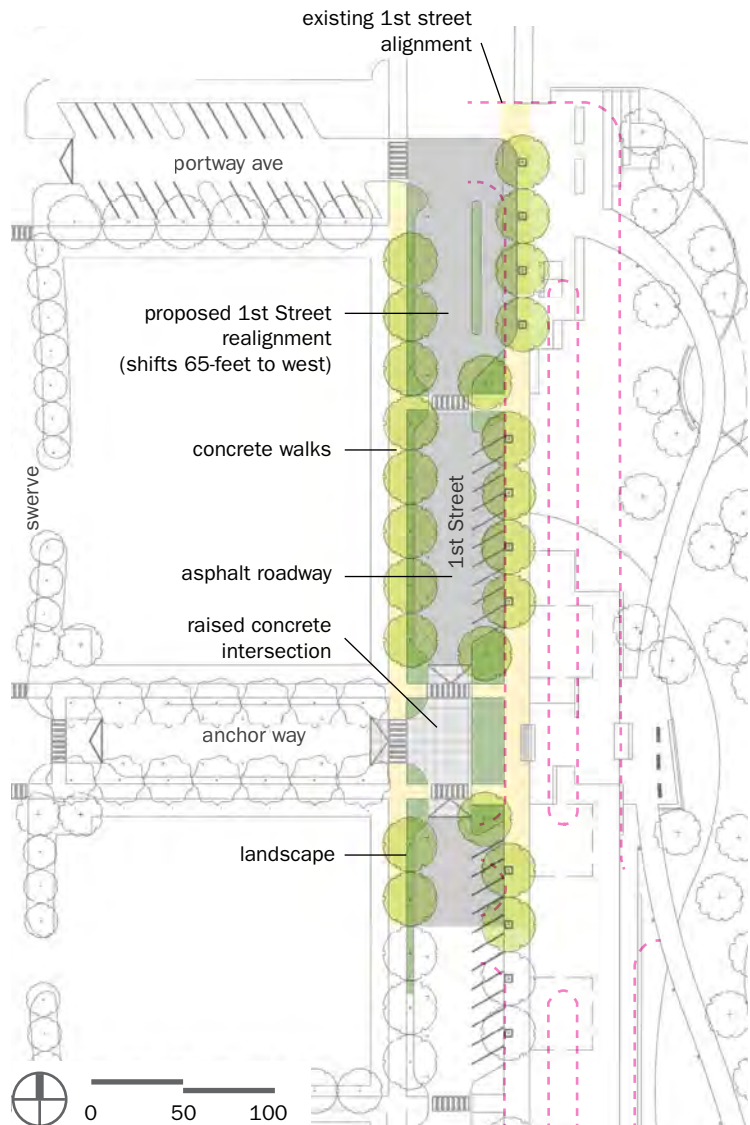 existing 1st street
alignment
portway ave
proposed 1st Street
realignment
(shifts 65-feet to west)
concrete walks
swerve
1st Street
asphalt roadway
raised concrete
intersection
anchor way
landscape
0 50 100